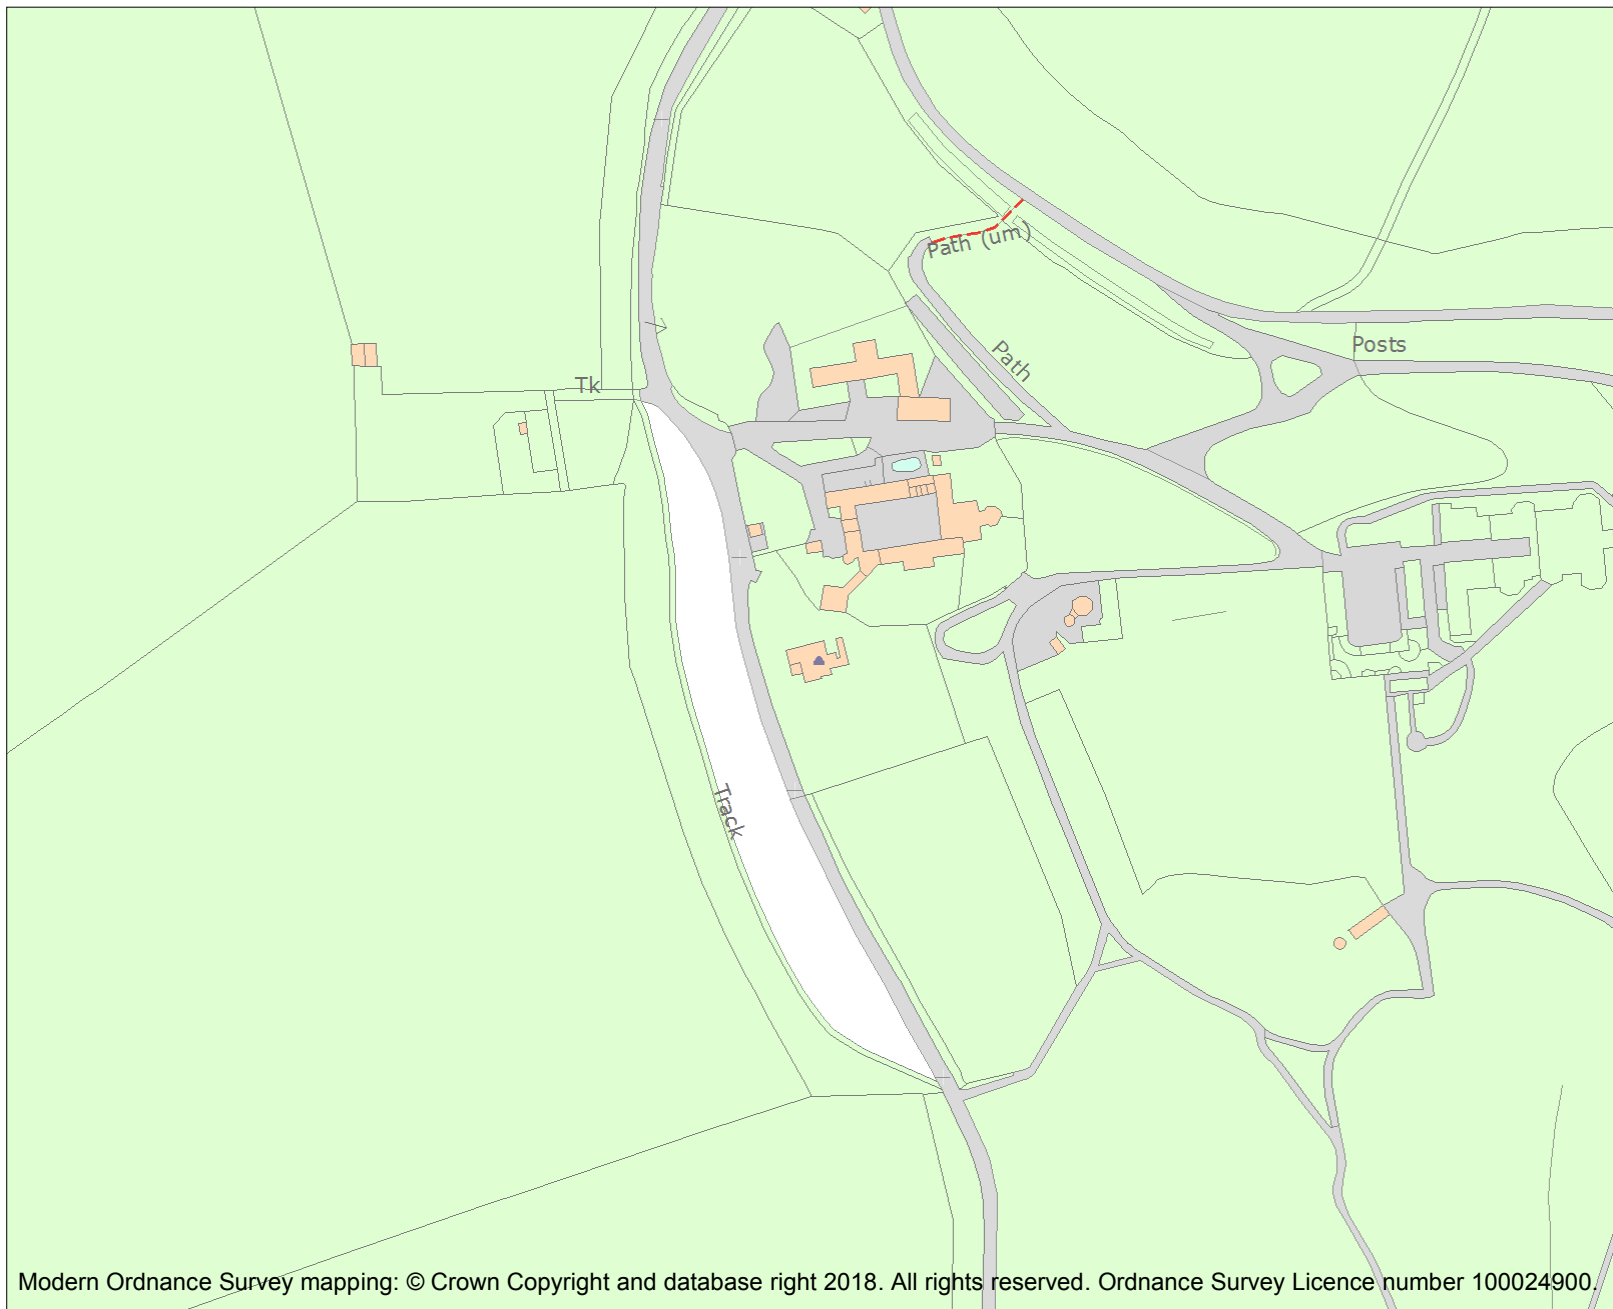 Path (um)
Path
Posts
Tk
Track
Modern Ordnance Survey mapping: © Crown Copyright and database right 2018. All rights reserved. Ordnance Survey Licence number 100024900.